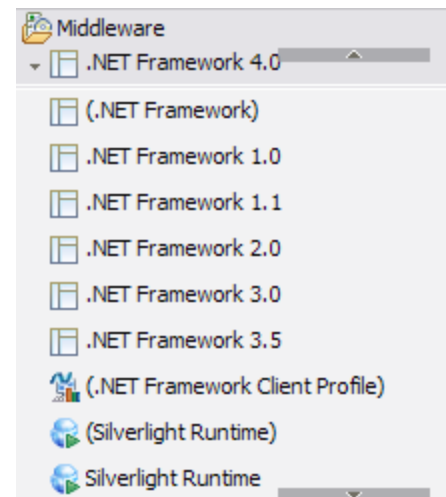 Middleware
.NET Framework 4.0
(.NET Framework)
.NET Framework 1.0
.NET Framework 1.1
.NET Framework 2.0
.NET Framework 3.0
.NET Framework 3.5
(.NET Framework Client Profile)
(Silverlight Runtime)
Silverlight Runtime